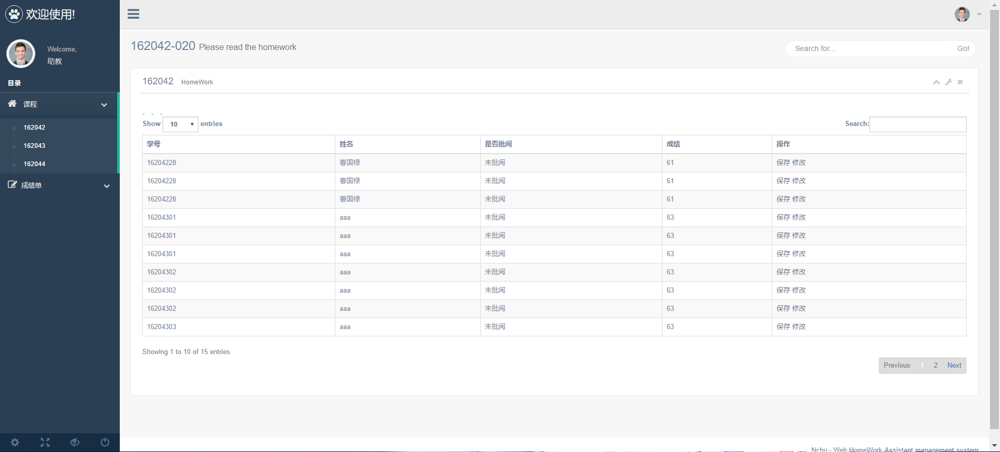 欢迎使用!
Welcome,
助教
目录
课程
162042
162043
162044
成绩单
162042-020 Please read the homework
Search for... Go!
162042 HomeWork
` ` `
Show 10 entries Search:
学号 姓名 是否批阅 成绩 操作
16204228 曹国禄 未批阅 61 保存 修改
16204228 曹国禄 未批阅 61 保存 修改
16204228 曹国禄 未批阅 61 保存 修改
16204301 aaa 未批阅 63 保存 修改
16204301 aaa 未批阅 63 保存 修改
16204301 aaa 未批阅 63 保存 修改
16204302 aaa 未批阅 63 保存 修改
16204302 aaa 未批阅 63 保存 修改
16204302 aaa 未批阅 63 保存 修改
16204303 aaa 未批阅 63 保存 修改
Showing 1 to 10 of 15 entries
Previous 1 2 Next
Nchu - Web HomeWork Assistant management system